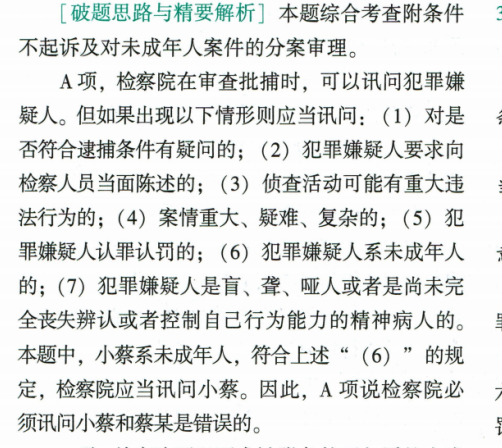 [破题思路与精要解析] 本题综合考查附条件
不起诉及对未成年人案件的分案审理。
A项，检察院在审查批捕时，可以讯问犯罪嫌
疑人。但如果出现以下情形则应当讯问：（1）对是
否符合逮捕条件有疑问的；（2）犯罪嫌疑人要求向
检察人员当面陈述的；（3）侦查活动可能有重大违
法行为的；（4）案情重大、疑难、复杂的；（5）犯
罪嫌疑人认罪认罚的；（6）犯罪嫌疑人系未成年人
的；（7）犯罪嫌疑人是盲、聋、哑人或者是尚未完
全丧失辨认或者控制自己行为能力的精神病人的。
本题中，小蔡系未成年人，符合上述“（6）”的规
定，检察院应当讯问小蔡。因此，A项说检察院必
须讯问小蔡和蔡某是错误的。